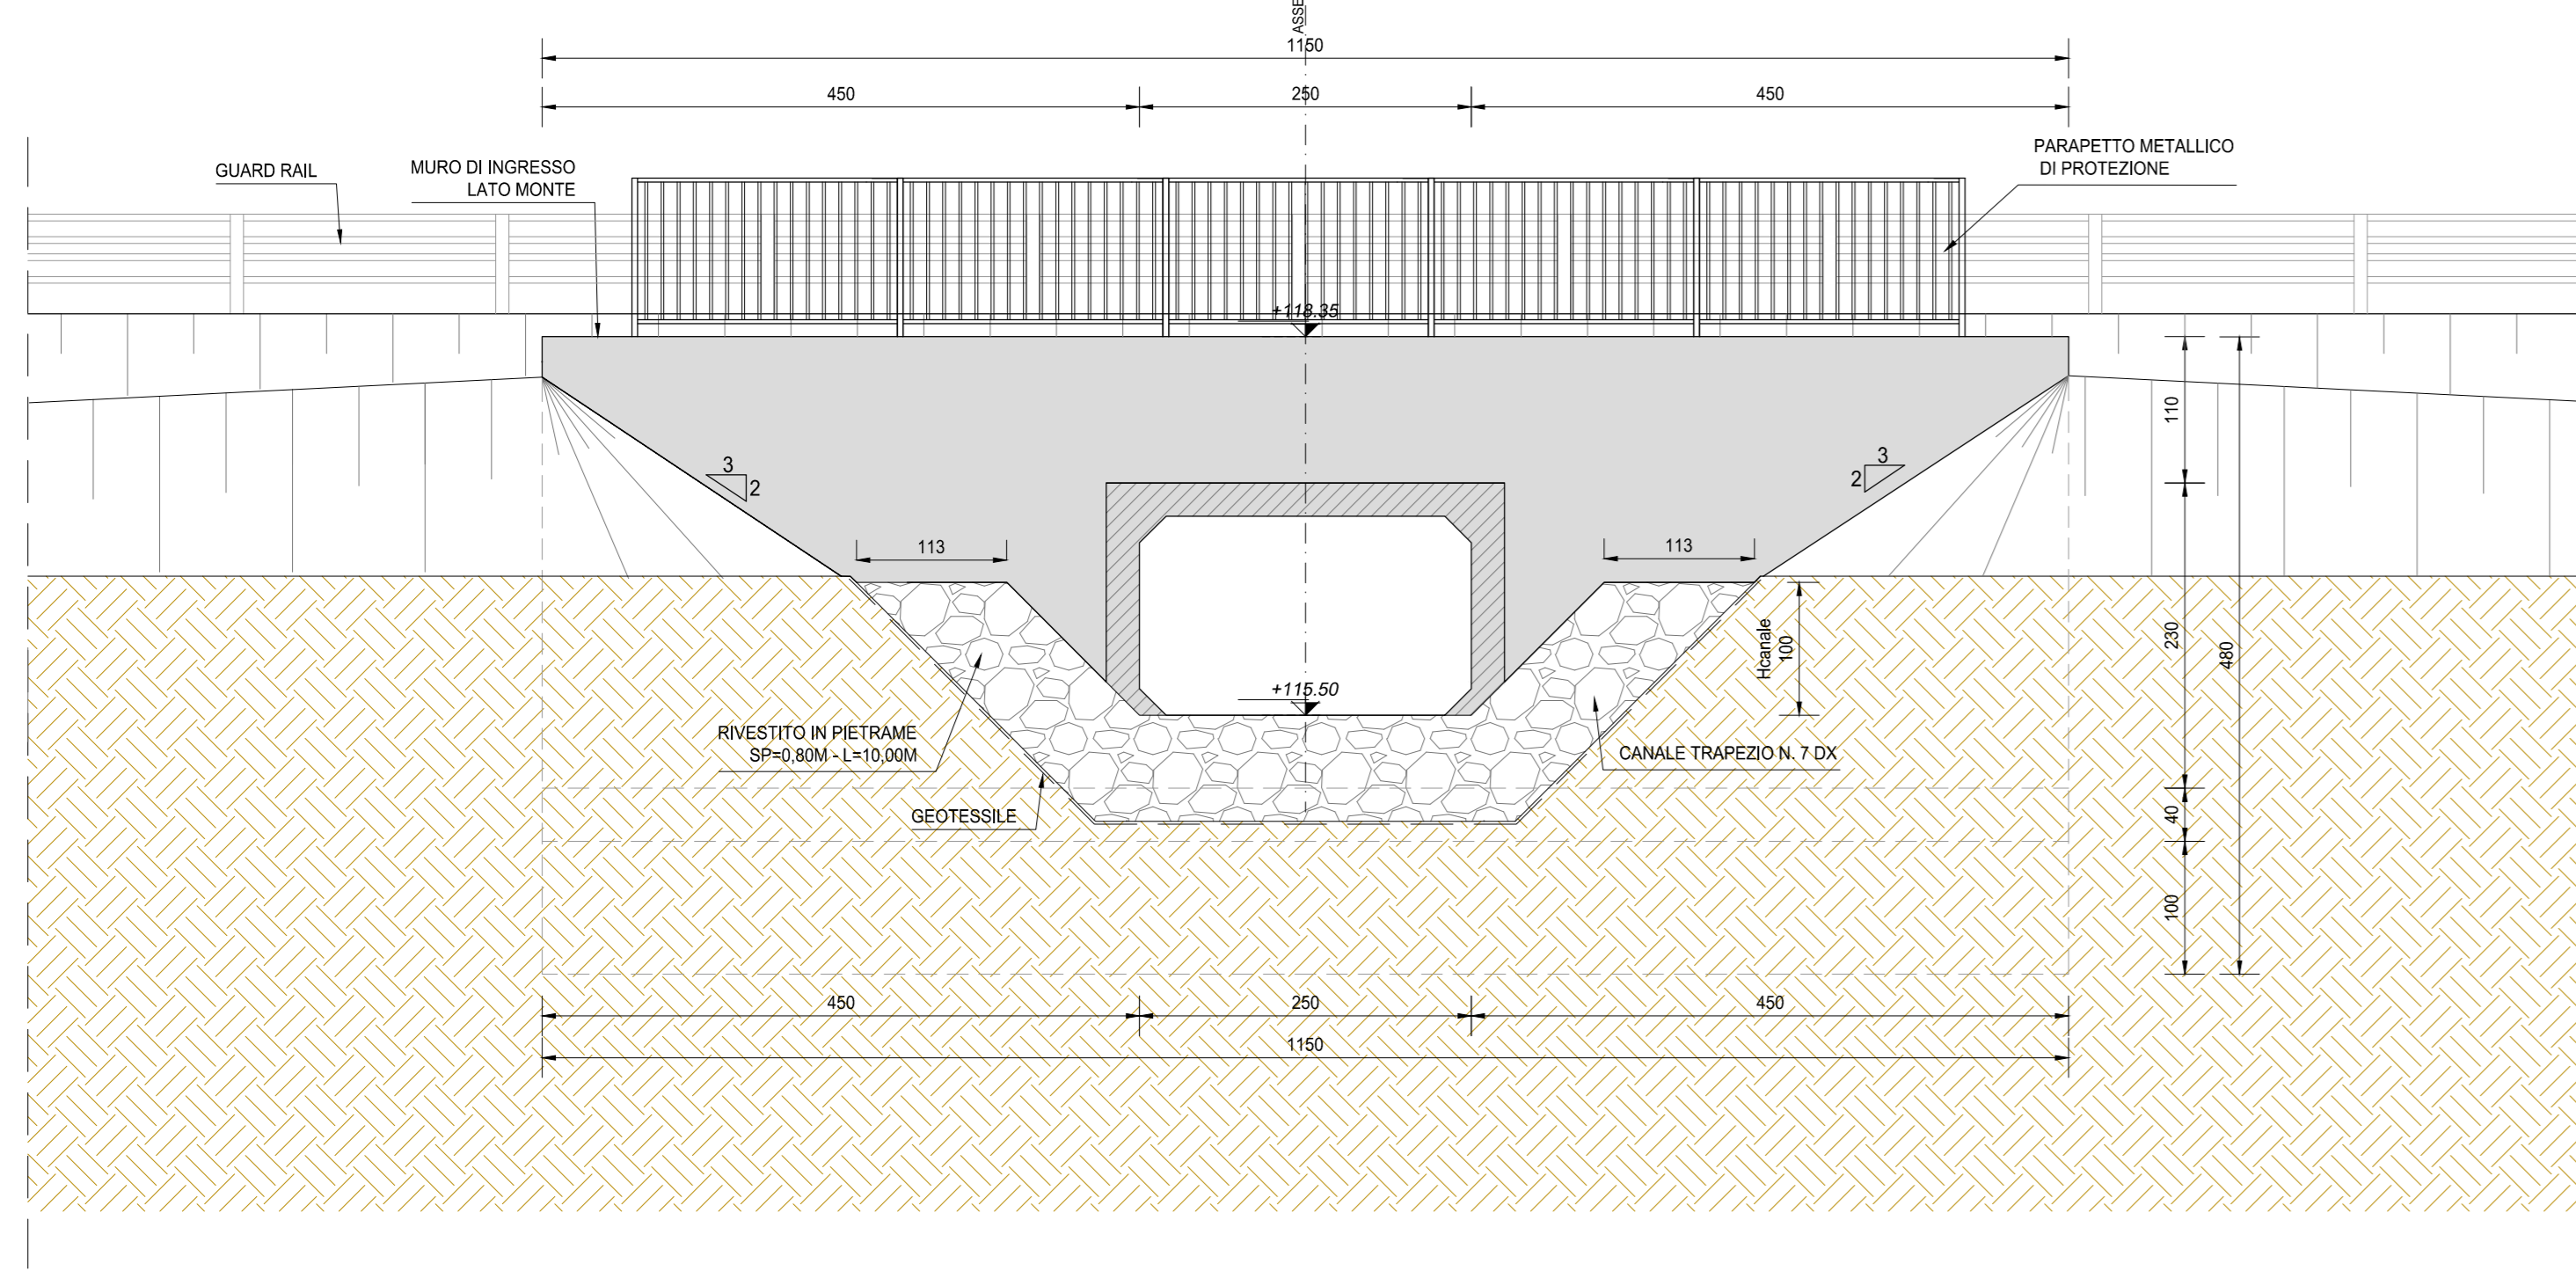 ASSE
1150
450
250
450
GUARD RAIL
MURO DI INGRESSO
LATO MONTE
PARAPETTO METALLICO
DI PROTEZIONE
+118.35
110
3
2
3
2
113
113
Hcanale
100
230
480
+115.50
RIVESTITO IN PIETRAME
SP=0,80M - L=10,00M
CANALE TRAPEZIO N. 7 DX
GEOTESSILE
40
100
450
250
450
1150